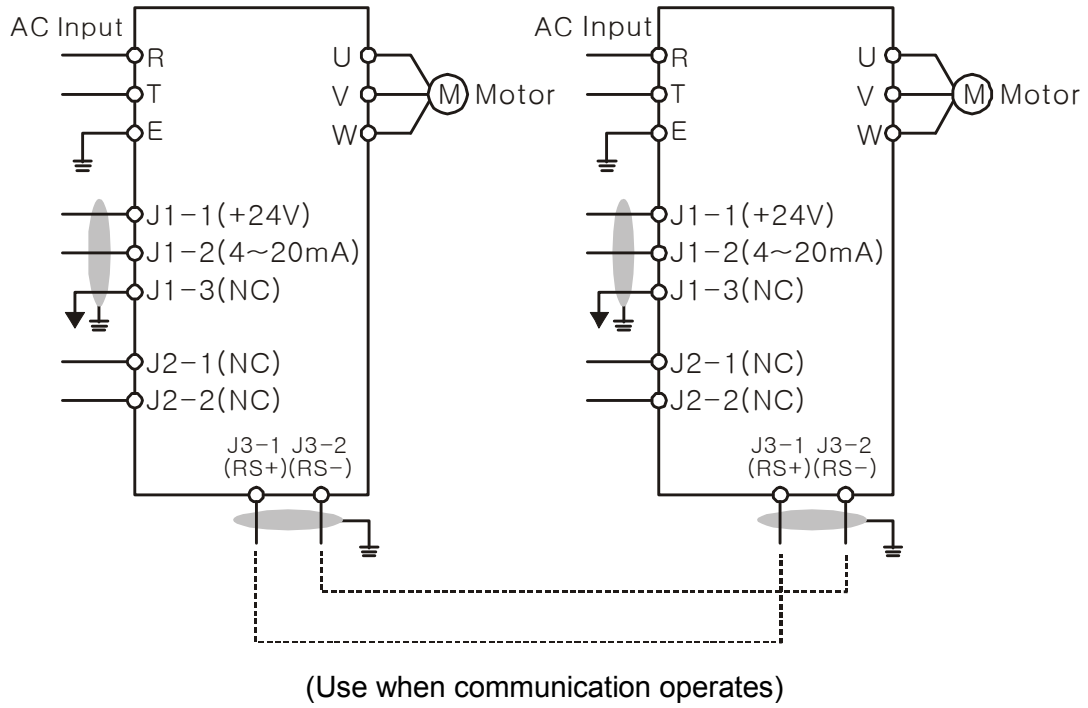 AC Input
R
T
E
U
V
W
M Motor
J1-1(+24V)
J1-2(4~20mA)
J1-3(NC)
J2-1(NC)
J2-2(NC)
J3-1 J3-2
(RS+)(RS-)
AC Input
R
T
E
U
V
W
M Motor
J1-1(+24V)
J1-2(4~20mA)
J1-3(NC)
J2-1(NC)
J2-2(NC)
J3-1 J3-2
(RS+)(RS-)
(Use when communication operates)